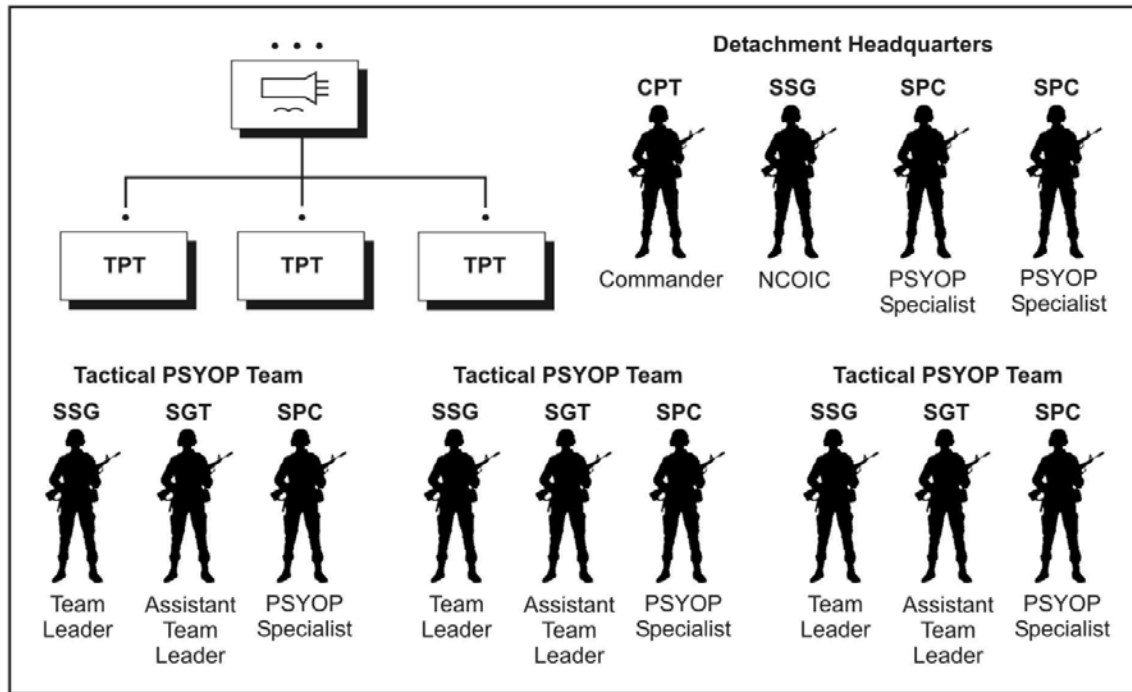 Detachment Headquarters
CPT SSG SPC SPC
Commander NCOIC PSYOP Specialist PSYOP Specialist
TPT TPT TPT
Tactical PSYOP Team Tactical PSYOP Team Tactical PSYOP Team
SSG SGT SPC SSG SGT SPC SSG SGT SPC
Team Assistant PSYOP Team Assistant PSYOP Team Assistant PSYOP
Leader Team Specialist Leader Team Specialist Leader Team Specialist
Leader Leader Leader